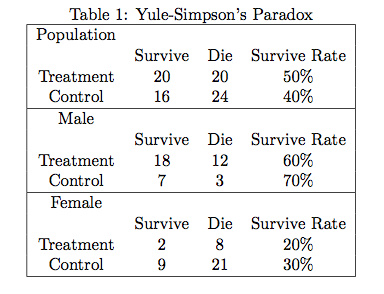 Table 1: Yule-Simpson's Paradox
Population
Survive Die Survive Rate
Treatment 20 20 50%
Control 16 24 40%
Male
Survive Die Survive Rate
Treatment 18 12 60%
Control 7 3 70%
Female
Survive Die Survive Rate
Treatment 2 8 20%
Control 9 21 30%